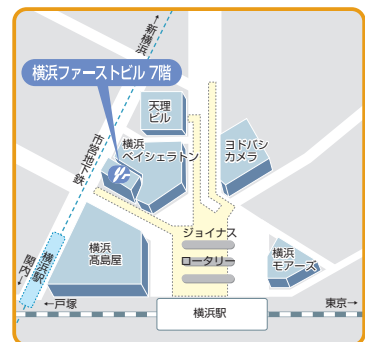 ↑新横浜
横浜ファーストビル 7階
天理
ビル
市営地下鉄
横浜
ベイシェラトン
ヨドバシ
カメラ
ジョイナス
横浜
髙島屋
ロータリー
横浜
モアーズ
横浜駅
関内→
←戸塚
東京→
横浜駅